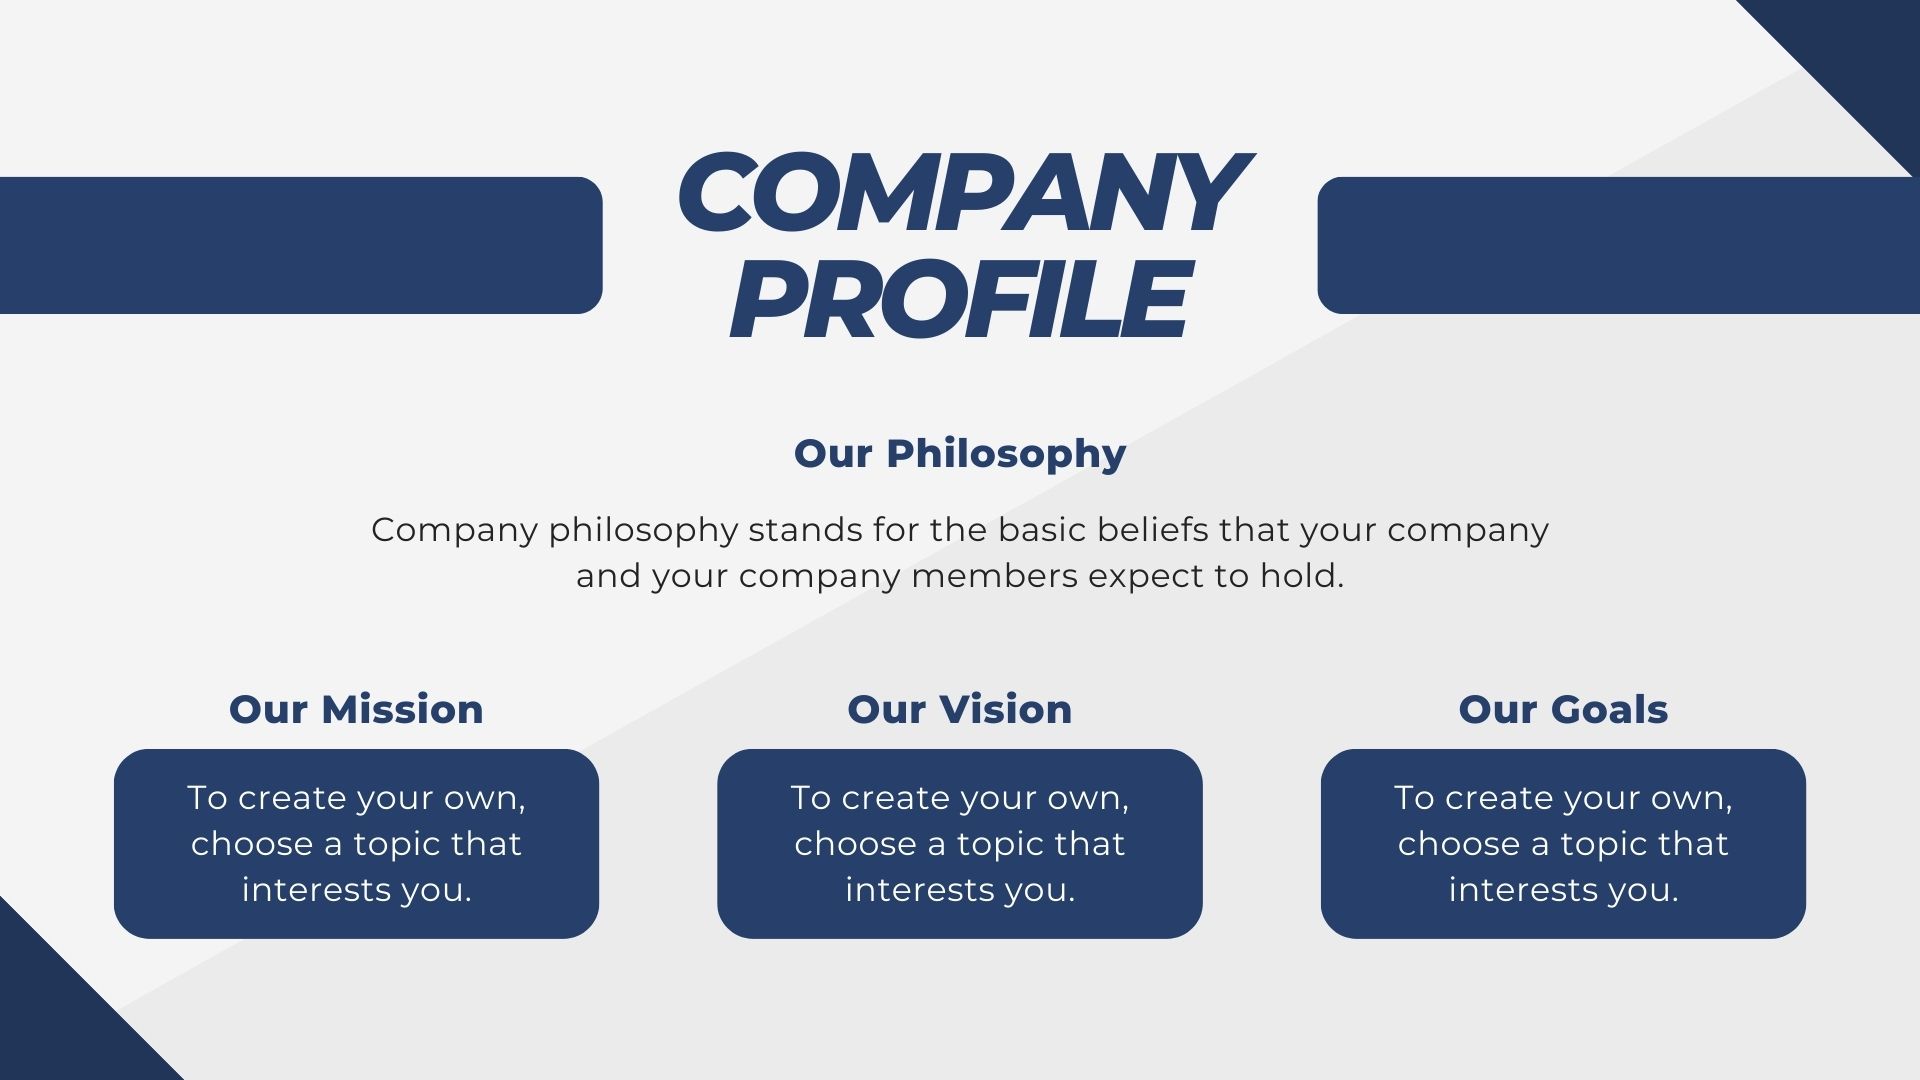 COMPANY
PROFILE
Our Philosophy
Company philosophy stands for the basic beliefs that your company
and your company members expect to hold.
Our Mission
To create your own,
choose a topic that
interests you.
Our Vision
To create your own,
choose a topic that
interests you.
Our Goals
To create your own,
choose a topic that
interests you.